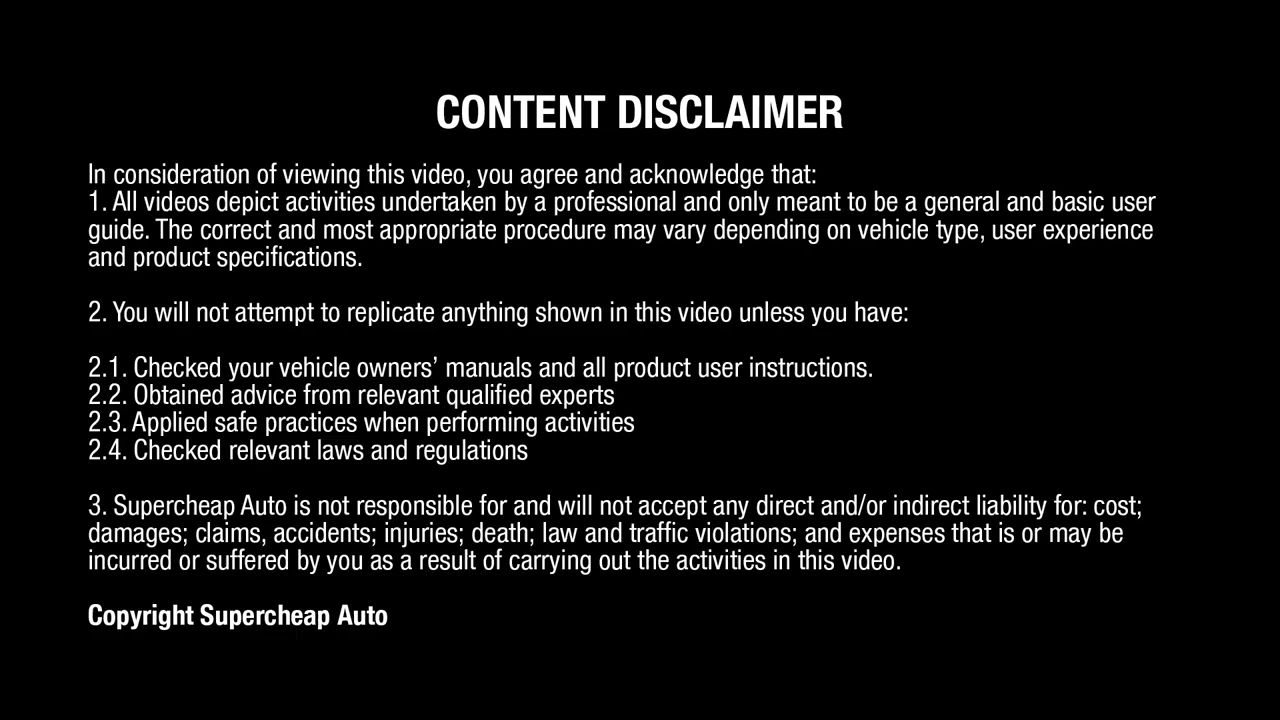 CONTENT DISCLAIMER
In consideration of viewing this video, you agree and acknowledge that:
1. All videos depict activities undertaken by a professional and only meant to be a general and basic user
guide. The correct and most appropriate procedure may vary depending on vehicle type, user experience
and product specifications.
2. You will not attempt to replicate anything shown in this video unless you have:
2.1. Checked your vehicle owners’ manuals and all product user instructions.
2.2. Obtained advice from relevant qualified experts
2.3. Applied safe practices when performing activities
2.4. Checked relevant laws and regulations
3. Supercheap Auto is not responsible for and will not accept any direct and/or indirect liability for: cost;
damages; claims, accidents; injuries; death; law and traffic violations; and expenses that is or may be
incurred or suffered by you as a result of carrying out the activities in this video.
Copyright Supercheap Auto